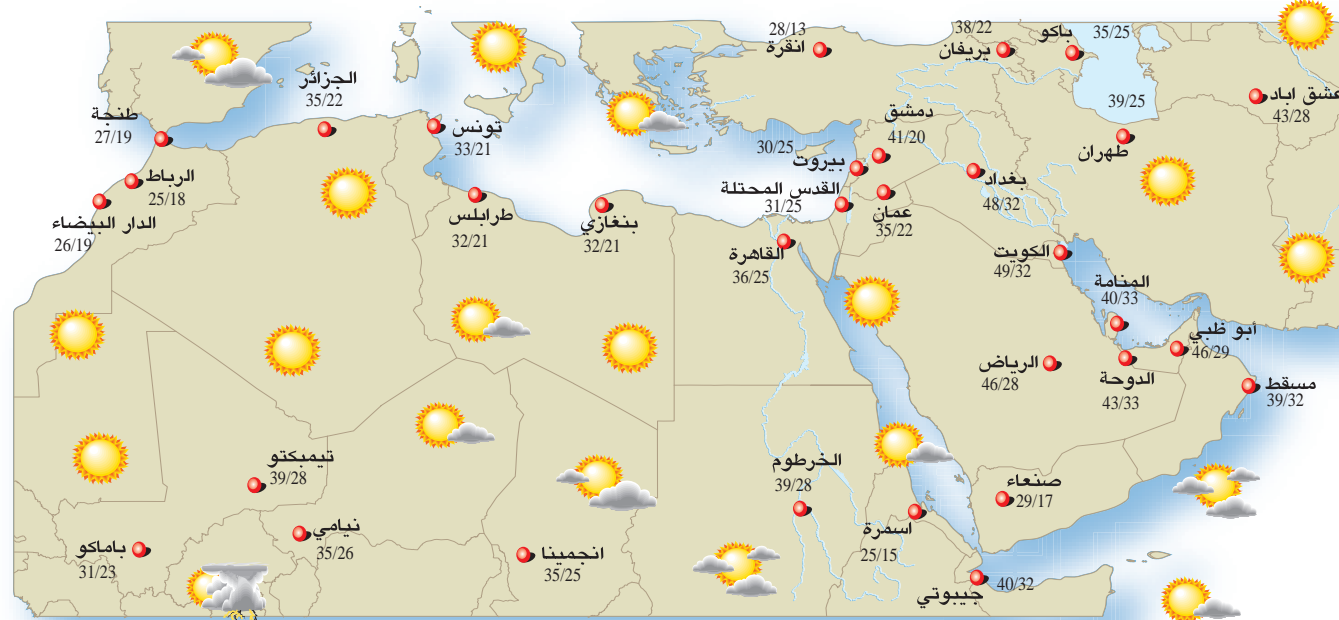 28/13
انقرة
38/22
يريفان
باكو
35/25
الجزائر
35/22
39/25
عشق اباد
43/28
طنجة
27/19
تونس
33/21
دمشق
41/20
30/25
بيروت
طهران
الرباط
25/18
القدس المحتلة
31/25
بغداد
48/32
الدار البيضاء
26/19
طرابلس
32/21
بنغازي
32/21
عمان
35/22
القاهرة
36/25
الكويت
49/32
المنامة
40/33
أبو ظبي
46/29
الرياض
46/28
الدوحة
43/33
مسقط
39/32
تيمبكتو
39/28
الخرطوم
39/28
صنعاء
29/17
نيامي
35/26
اسمرة
25/15
باماكو
31/23
انجمينا
35/25
40/32
جيبوتي